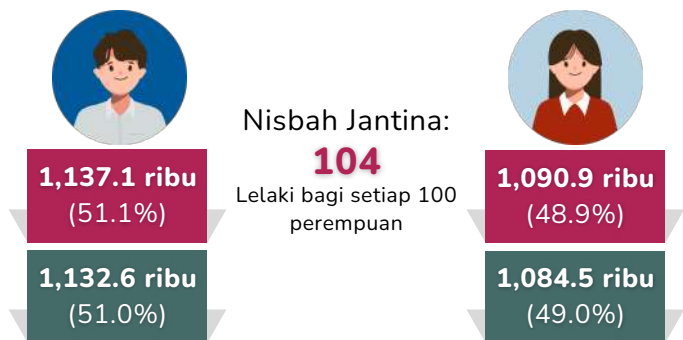 Nisbah Jantina:
104
Lelaki bagi setiap 100
perempuan
1,137.1 ribu
(51.1%)
1,132.6 ribu
(51.0%)
1,090.9 ribu
(48.9%)
1,084.5 ribu
(49.0%)